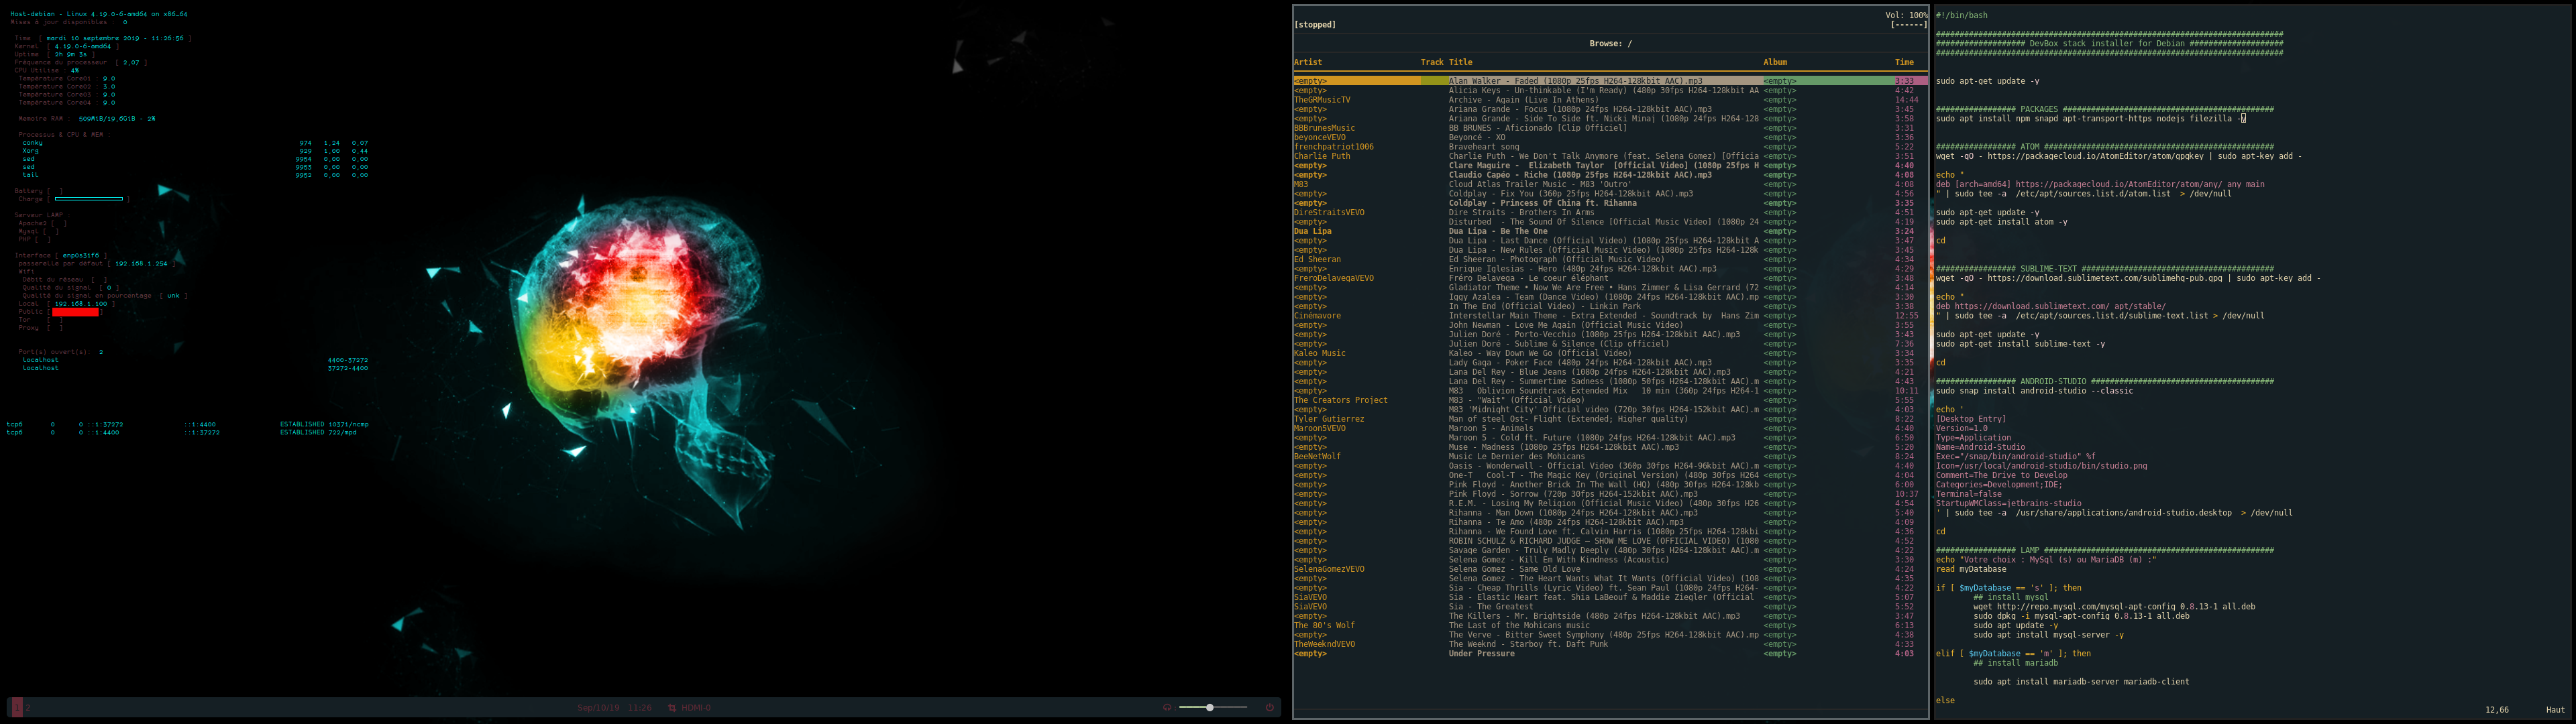 Host-debian - Linux 4.19.0-6-amd64 on x86_64
Mises à jour disponibles : 0
Time [ mardi 10 septembre 2019 - 11:26:56 ]
Kernel [ 4.19.0-6-amd64 ]
Uptime [ 2h 9m 3s ]
Fréquence du processeur [ 2,07 ]
CPU Utilise : 4%
Température Core01 : 9.0
Température Core02 : 3.0
Température Core03 : 9.0
Température Core04 : 9.0
Memoire RAM : 509MiB/19,6GiB - 2%
Processus & CPU & MEM :
conky 974 1,24 0,07
Xorg 929 1,00 0,44
sed 9954 0,00 0,00
sed 9953 0,00 0,00
tail 9952 0,00 0,00
Battery [ ]
Charge [ ]
Serveur LAMP
Apache2 [ ]
Mysql [ ]
PHP [ ]
Interface [ enp0s31f6 ]
passerelle par défaut [ 192.168.1.254 ]
Wifi
Débit du réseau [ ]
Qualité du signal [ 0 ]
Qualité du signal en pourcentage [ unk ]
Local [ 192.168.1.100 ]
Public [ ]
Tor [ ]
Proxy [ ]
Port(s) ouvert(s): 2
localhost 4400-37272
localhost 37272-4400
tcp6 0 0 ::1:37272 ::1:4400 ESTABLISHED 10371/ncmp
tcp6 0 0 ::1:4400 ::1:37272 ESTABLISHED 722/mpd
1 2 Sep/10/19 11:26 HDMI-0
Vol: 100%
[stopped] [------]
Browse: /
Artist Track Title Album Time
<empty> Alan Walker - Faded (1080p 25fps H264-128kbit AAC).mp3 <empty> 3:33
<empty> Alicia Keys - Un-thinkable (I'm Ready) (480p 30fps H264-128kbit AA <empty> 4:42
TheGRMusicTV Archive - Again (Live In Athens) <empty> 14:44
<empty> Ariana Grande - Focus (1080p 24fps H264-128kbit AAC).mp3 <empty> 3:45
<empty> Ariana Grande - Side To Side ft. Nicki Minaj (1080p 24fps H264-128 <empty> 3:58
BBBrunesMusic BB BRUNES - Aficionado [Clip Officiel] <empty> 3:31
beyonceVEVO Beyoncé - XO <empty> 3:36
frenchpatriot1006 Braveheart song <empty> 5:22
Charlie Puth Charlie Puth - We Don't Talk Anymore (feat. Selena Gomez) [Officia <empty> 3:51
<empty> Clare Maguire - Elizabeth Taylor [Official Video] (1080p 25fps H <empty> 4:40
<empty> Claudio Capéo - Riche (1080p 25fps H264-128kbit AAC).mp3 <empty> 4:08
M83 Cloud Atlas Trailer Music - M83 'Outro' <empty> 4:08
<empty> Coldplay - Fix You (360p 25fps H264-128kbit AAC).mp3 <empty> 4:56
<empty> Coldplay - Princess Of China ft. Rihanna <empty> 3:35
DireStraitsVEVO Dire Straits - Brothers In Arms <empty> 4:51
<empty> Disturbed - The Sound Of Silence [Official Music Video] (1080p 24 <empty> 4:19
Dua Lipa Dua Lipa - Be The One <empty> 3:24
<empty> Dua Lipa - Last Dance (Official Video) (1080p 25fps H264-128kbit A <empty> 3:47
<empty> Dua Lipa - New Rules (Official Music Video) (1080p 25fps H264-128k <empty> 3:45
Ed Sheeran Ed Sheeran - Photograph (Official Music Video) <empty> 4:34
<empty> Enrique Iglesias - Hero (480p 24fps H264-128kbit AAC).mp3 <empty> 4:29
FreroDelavegaVEVO Fréro Delavega - Le coeur éléphant <empty> 3:48
<empty> Gladiator Theme • Now We Are Free • Hans Zimmer & Lisa Gerrard (72 <empty> 4:14
<empty> Iggy Azalea - Team (Dance Video) (1080p 24fps H264-128kbit AAC).mp <empty> 3:30
<empty> In The End (Official Video) - Linkin Park <empty> 3:38
Cinémavore Interstellar Main Theme - Extra Extended - Soundtrack by Hans Zim <empty> 12:55
<empty> John Newman - Love Me Again (Official Music Video) <empty> 3:55
<empty> Julien Doré - Porto-Vecchio (1080p 25fps H264-128kbit AAC).mp3 <empty> 3:43
<empty> Julien Doré - Sublime & Silence (Clip officiel) <empty> 7:36
Kaleo Music Kaleo - Way Down We Go (Official Video) <empty> 3:34
<empty> Lady Gaga - Poker Face (480p 24fps H264-128kbit AAC).mp3 <empty> 3:35
<empty> Lana Del Rey - Blue Jeans (1080p 24fps H264-128kbit AAC).mp3 <empty> 4:21
<empty> Lana Del Rey - Summertime Sadness (1080p 50fps H264-128kbit AAC).m <empty> 4:43
<empty> M83 Oblivion Soundtrack Extended Mix 10 min (360p 24fps H264-1 <empty> 10:11
The Creators Project M83 - "Wait" (Official Video) <empty> 5:55
<empty> M83 'Midnight City' Official video (720p 30fps H264-152kbit AAC).m <empty> 4:03
Tyler Gutierrez Man of steel Ost- Flight (Extended; Higher quality) <empty> 8:22
Maroon5VEVO Maroon 5 - Animals <empty> 4:40
<empty> Maroon 5 - Cold ft. Future (1080p 24fps H264-128kbit AAC).mp3 <empty> 6:50
<empty> Muse - Madness (1080p 25fps H264-128kbit AAC).mp3 <empty> 5:20
BeeNetWolf Music Le Dernier des Mohicans <empty> 8:24
<empty> Oasis - Wonderwall - Official Video (360p 30fps H264-96kbit AAC).m <empty> 4:40
<empty> One-T Cool-T - The Magic Key (Original Version) (480p 30fps H264 <empty> 4:04
<empty> Pink Floyd - Another Brick In The Wall (HQ) (480p 30fps H264-128kb <empty> 6:00
<empty> Pink Floyd - Sorrow (720p 30fps H264-152kbit AAC).mp3 <empty> 10:37
<empty> R.E.M. - Losing My Religion (Official Music Video) (480p 30fps H26 <empty> 4:54
<empty> Rihanna - Man Down (1080p 24fps H264-128kbit AAC).mp3 <empty> 5:40
<empty> Rihanna - Te Amo (480p 24fps H264-128kbit AAC).mp3 <empty> 4:09
<empty> Rihanna - We Found Love ft. Calvin Harris (1080p 25fps H264-128kbi <empty> 4:36
<empty> ROBIN SCHULZ & RICHARD JUDGE – SHOW ME LOVE (OFFICIAL VIDEO) (1080 <empty> 4:52
<empty> Savage Garden - Truly Madly Deeply (480p 30fps H264-128kbit AAC).m <empty> 4:22
<empty> Selena Gomez - Kill Em With Kindness (Acoustic) <empty> 3:30
SelenaGomezVEVO Selena Gomez - Same Old Love <empty> 4:24
<empty> Selena Gomez - The Heart Wants What It Wants (Official Video) (108 <empty> 4:35
<empty> Sia - Cheap Thrills (Lyric Video) ft. Sean Paul (1080p 24fps H264- <empty> 4:22
SiaVEVO Sia - Elastic Heart feat. Shia LaBeouf & Maddie Ziegler (Official <empty> 5:07
SiaVEVO Sia - The Greatest <empty> 5:52
<empty> The Killers - Mr. Brightside (480p 24fps H264-128kbit AAC).mp3 <empty> 3:47
The 80's Wolf The Last of the Mohicans music <empty> 6:13
<empty> The Verve - Bitter Sweet Symphony (480p 25fps H264-128kbit AAC).mp <empty> 4:38
TheWeekndVEVO The Weeknd - Starboy ft. Daft Punk <empty> 4:33
<empty> Under Pressure <empty> 4:03
#!/bin/bash
################### DevBox stack installer for Debian ####################
sudo apt-get update -y
################# PACKAGES #############################################
sudo apt install npm snapd apt-transport-https nodejs filezilla -y
################# ATOM #################################################
wget -qO - https://packagecloud.io/AtomEditor/atom/gpgkey | sudo apt-key add -
echo "
deb [arch=amd64] https://packagecloud.io/AtomEditor/atom/any/ any main
" | sudo tee -a /etc/apt/sources.list.d/atom.list > /dev/null
sudo apt-get update -y
sudo apt-get install atom -y
cd
################# SUBLIME-TEXT #########################################
wget -qO - https://download.sublimetext.com/sublimehq-pub.gpg | sudo apt-key add -
echo "
deb https://download.sublimetext.com/ apt/stable/
" | sudo tee -a /etc/apt/sources.list.d/sublime-text.list > /dev/null
sudo apt-get update -y
sudo apt-get install sublime-text -y
cd
################# ANDROID-STUDIO #######################################
sudo snap install android-studio --classic
echo '
[Desktop Entry]
Version=1.0
Type=Application
Name=Android-Studio
Exec="/snap/bin/android-studio" %f
Icon=/usr/local/android-studio/bin/studio.png
Comment=The Drive to Develop
Categories=Development;IDE;
Terminal=false
StartupWMClass=jetbrains-studio
' | sudo tee -a /usr/share/applications/android-studio.desktop > /dev/null
cd
################# LAMP #################################################
echo "Votre choix : MySql (s) ou MariaDB (m) :"
read myDatabase
if [ $myDatabase == 's' ]; then
## install mysql
wget http://repo.mysql.com/mysql-apt-config_0.8.13-1_all.deb
sudo dpkg -i mysql-apt-config_0.8.13-1_all.deb
sudo apt update -y
sudo apt install mysql-server -y
elif [ $myDatabase == 'm' ]; then
## install mariadb
sudo apt install mariadb-server mariadb-client
else
12,66 Haut